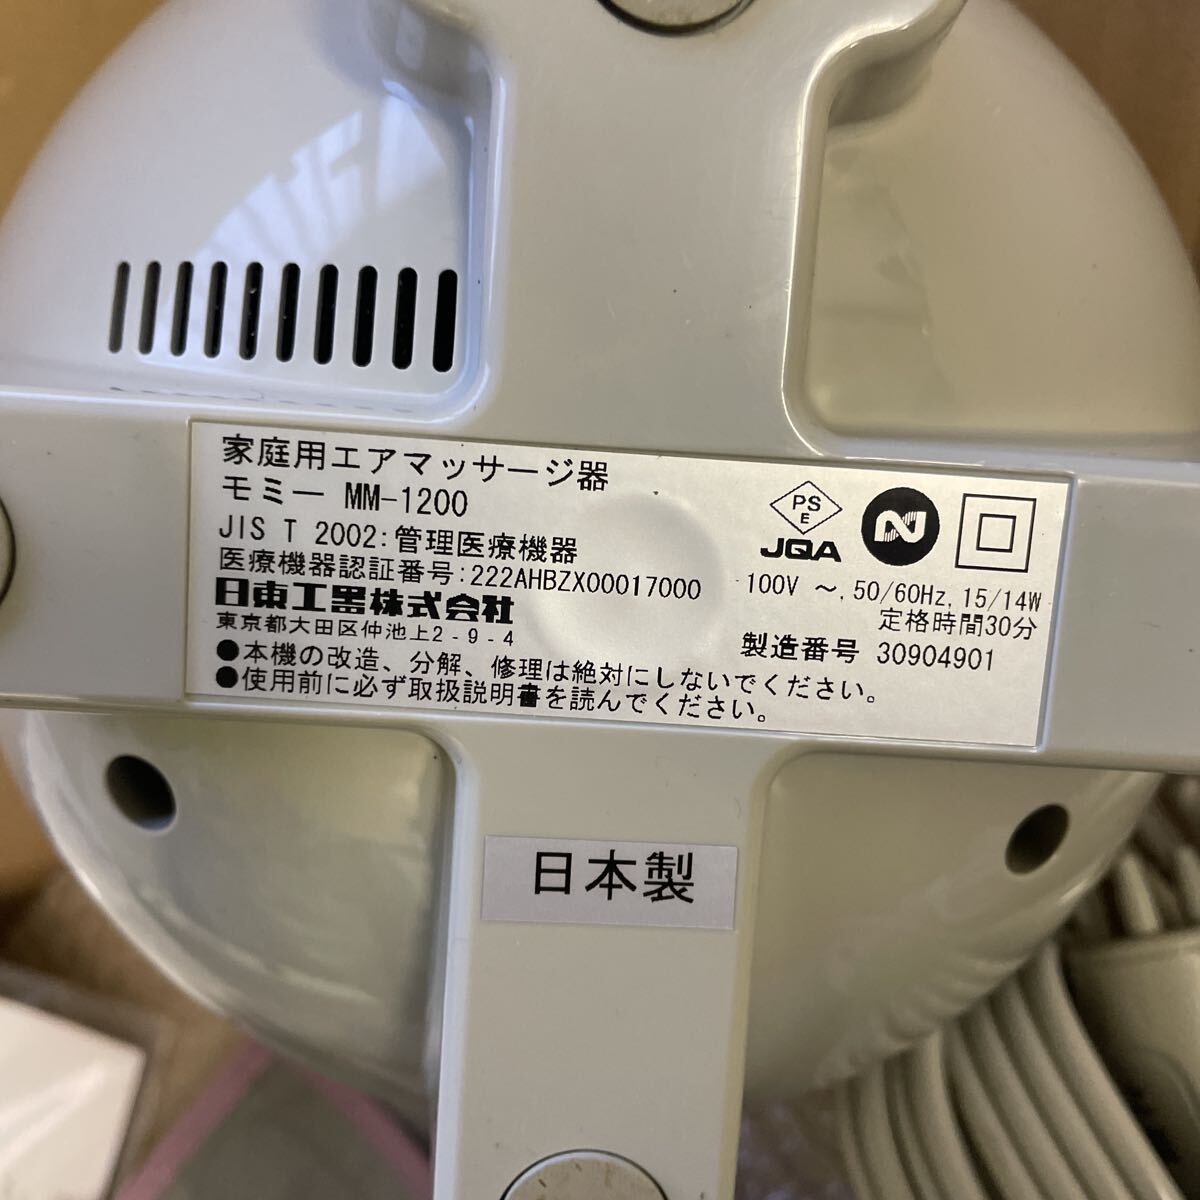 家庭用エアマッサージ器
モミー MM-1200
JIS T 2002:管理医療機器
医療機器認証番号:222AHBZX00017000
日東工器株式会社
東京都大田区仲池上2-9-4
●本機の改造、分解、修理は絶対にしないでください。
●使用前に必ず取扱説明書を読んでください。
PS
E
JQA
N
100V ～, 50/60Hz, 15/14W
定格時間30分
製造番号 30904901
日本製